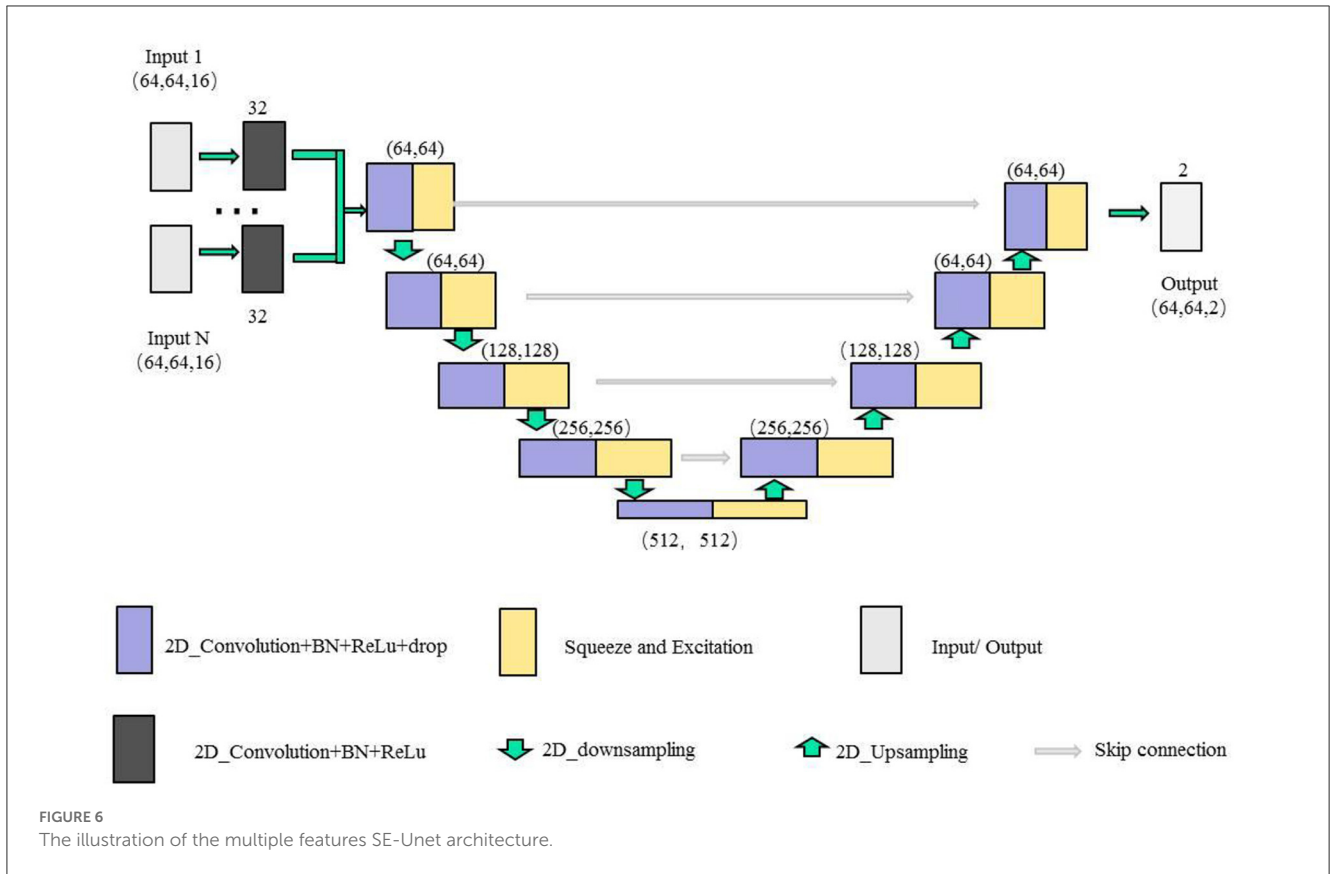 Input 1
(64,64,16)
32
(64,64)
(64,64)
2
. . .
(64,64)
(64,64)
32
Output
(64,64,2)
Input N
(64,64,16)
(128,128)
(128,128)
(256,256)
(256,256)
(512, 512)
2D_Convolution+BN+ReLu+drop
Squeeze and Excitation
Input/ Output
2D_Convolution+BN+ReLu
2D_downsampling
2D_Upsampling
Skip connection
FIGURE 6
The illustration of the multiple features SE-Unet architecture.